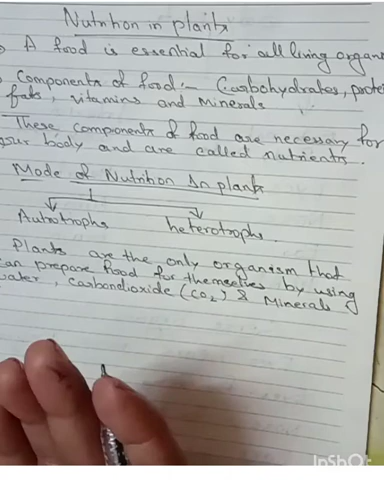 Nutrition in plants
A food is essential for all living organs
Components of food :- Carbohydrates, prote
fats, vitamins and Minerals
These components of food are necessary for
our body and are called nutrients.
Mode of Nutrition In plants
Autotrophs heterotrophs.
Plants are the only organism that
can prepare food for themselves by using
water, carbondioxide (CO2) & Minerals
InShO